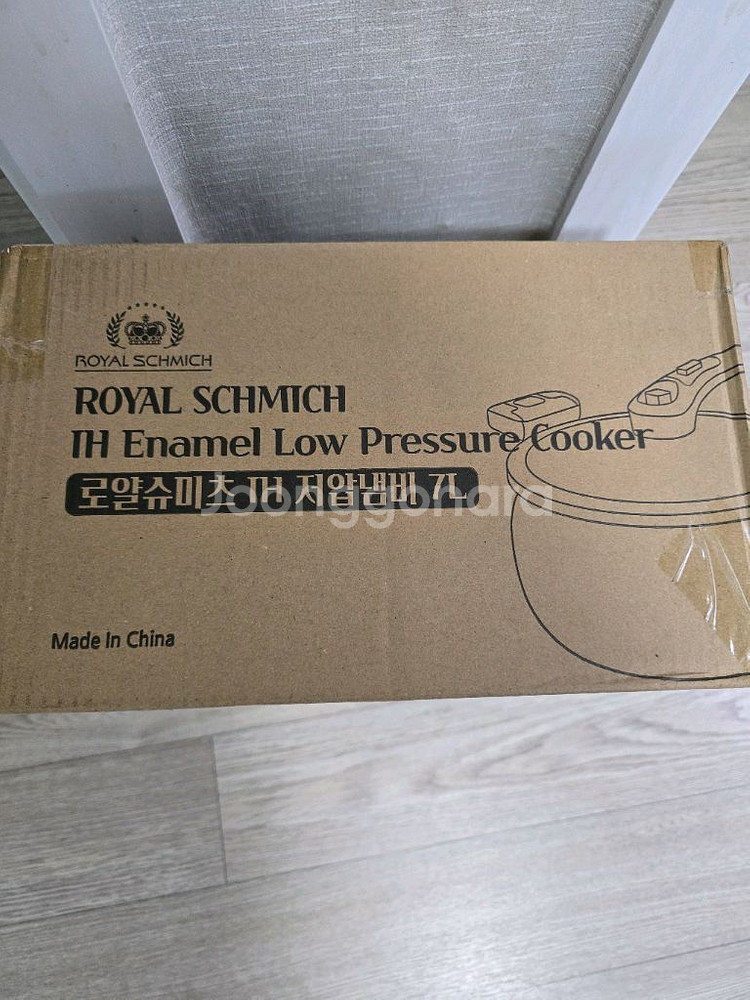 ROYAL SCHMICH
ROYAL SCHMICH
IH Enamel Low Pressure Cooker
로얄슈미츠 IH 저압냄비 7L
Joonggonara
Made In China